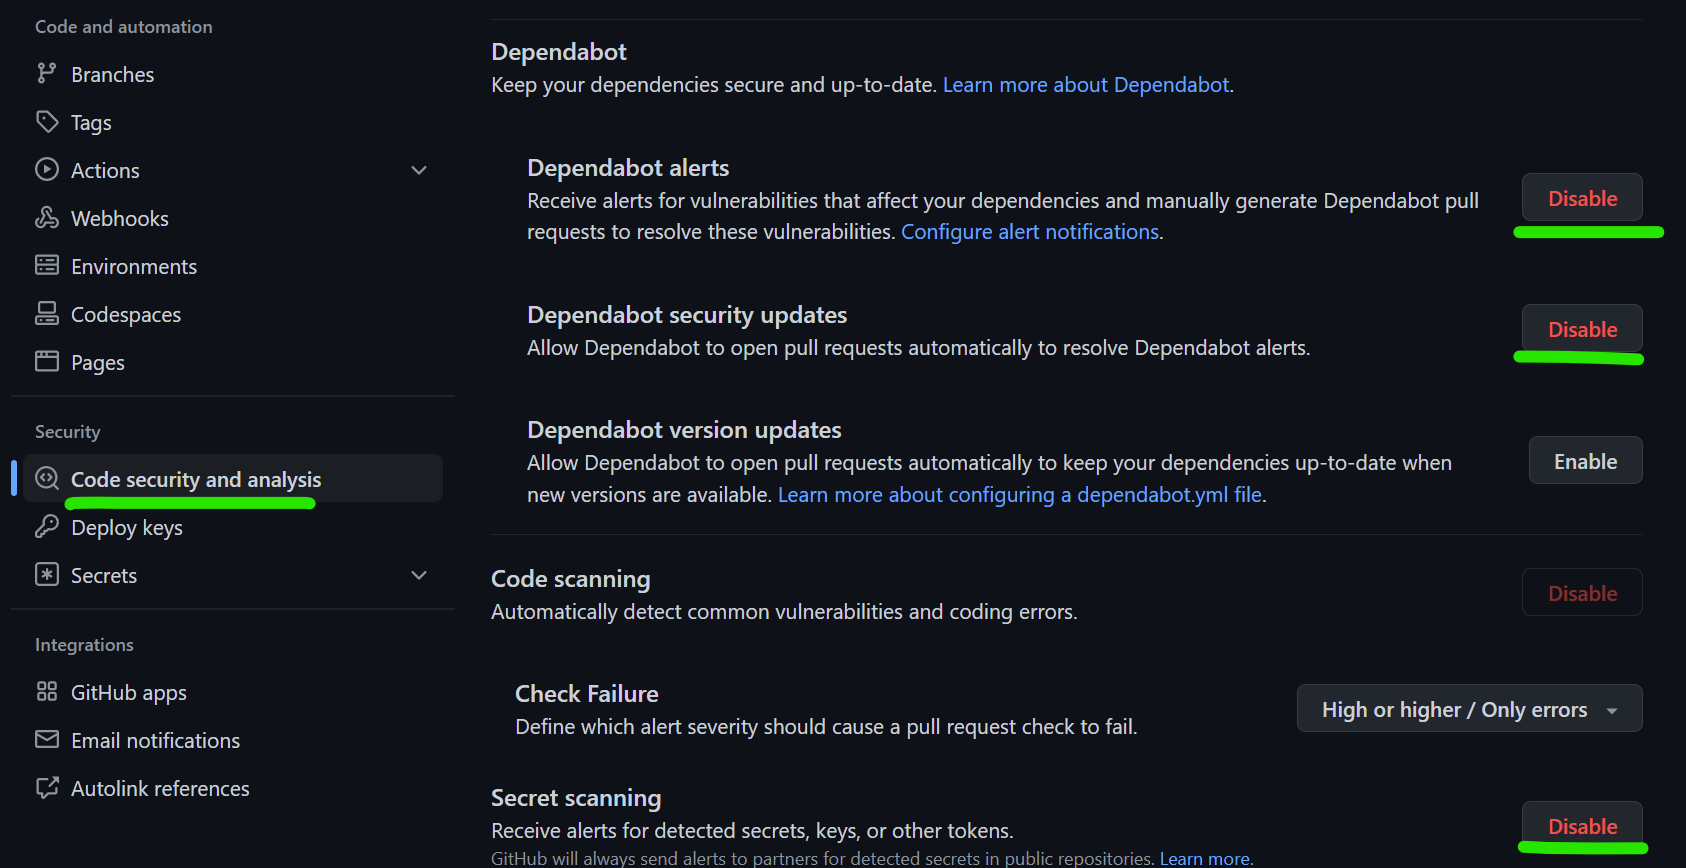 Code and automation
Branches
Tags
Actions
Webhooks
Environments
Codespaces
Pages
Security
Code security and analysis
Deploy keys
Secrets
Integrations
GitHub apps
Email notifications
Autolink references
Dependabot
Keep your dependencies secure and up-to-date. Learn more about Dependabot.
Dependabot alerts
Receive alerts for vulnerabilities that affect your dependencies and manually generate Dependabot pull
requests to resolve these vulnerabilities. Configure alert notifications.
Disable
Dependabot security updates
Allow Dependabot to open pull requests automatically to resolve Dependabot alerts.
Disable
Dependabot version updates
Allow Dependabot to open pull requests automatically to keep your dependencies up-to-date when
new versions are available. Learn more about configuring a dependabot.yml file.
Enable
Code scanning
Automatically detect common vulnerabilities and coding errors.
Disable
Check Failure
Define which alert severity should cause a pull request check to fail.
High or higher / Only errors
Secret scanning
Receive alerts for detected secrets, keys, or other tokens.
GitHub will always send alerts to partners for detected secrets in public repositories. Learn more.
Disable